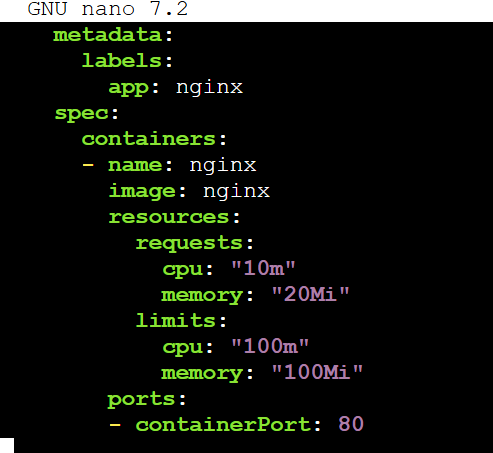 GNU nano 7.2
metadata:
labels:
app: nginx
spec:
containers:
- name: nginx
image: nginx
resources:
requests:
cpu: "10m"
memory: "20Mi"
limits:
cpu: "100m"
memory: "100Mi"
ports:
- containerPort: 80